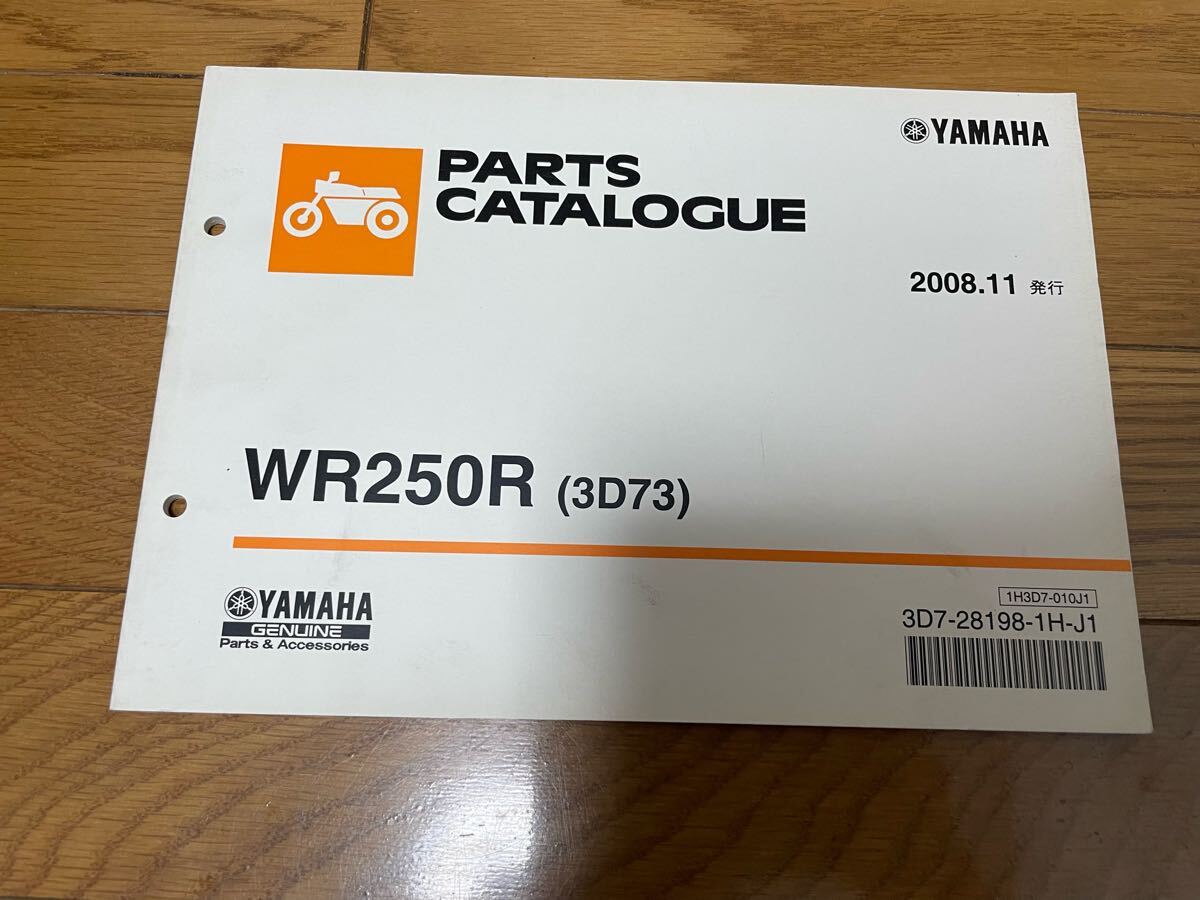 YAMAHA
PARTS
CATALOGUE
2008.11 発行
WR250R (3D73)
YAMAHA
GENUINE
Parts & Accessories
1H3D7-010J1
3D7-28198-1H-J1